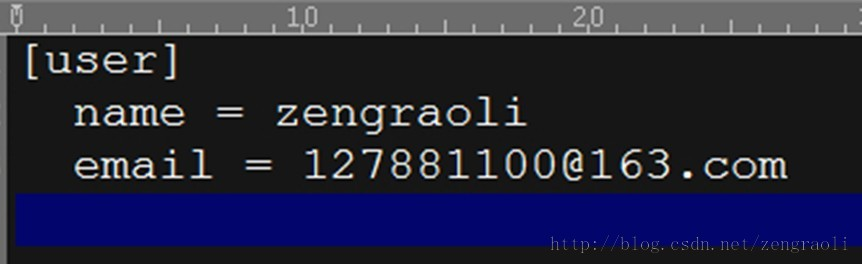 0 10 20
[user]
name = zengraoli
email = 127881100@163.com
http://blog.csdn.net/zengraoli